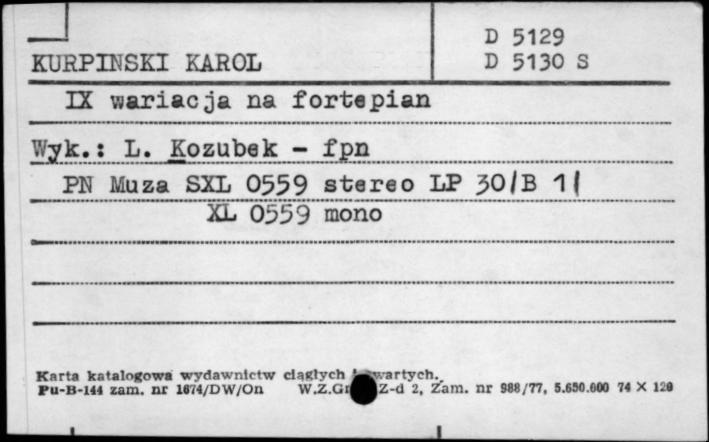 D 5129
KURPINSKI KAROL D 5130 S
IX wariacja na fortepian
Wyk.: L. Kozubek - fpn
PN Muza SXL 0559 stereo LP 30/B 1/
XL 0559 mono
Karta katalogowa wydawnictw ciągłych i zwartych.
Pu-B-144 zam. nr 1674/DW/On W.Z.Gr Z-d 2, Zam. nr 988/77, 5.650.000 74 × 120